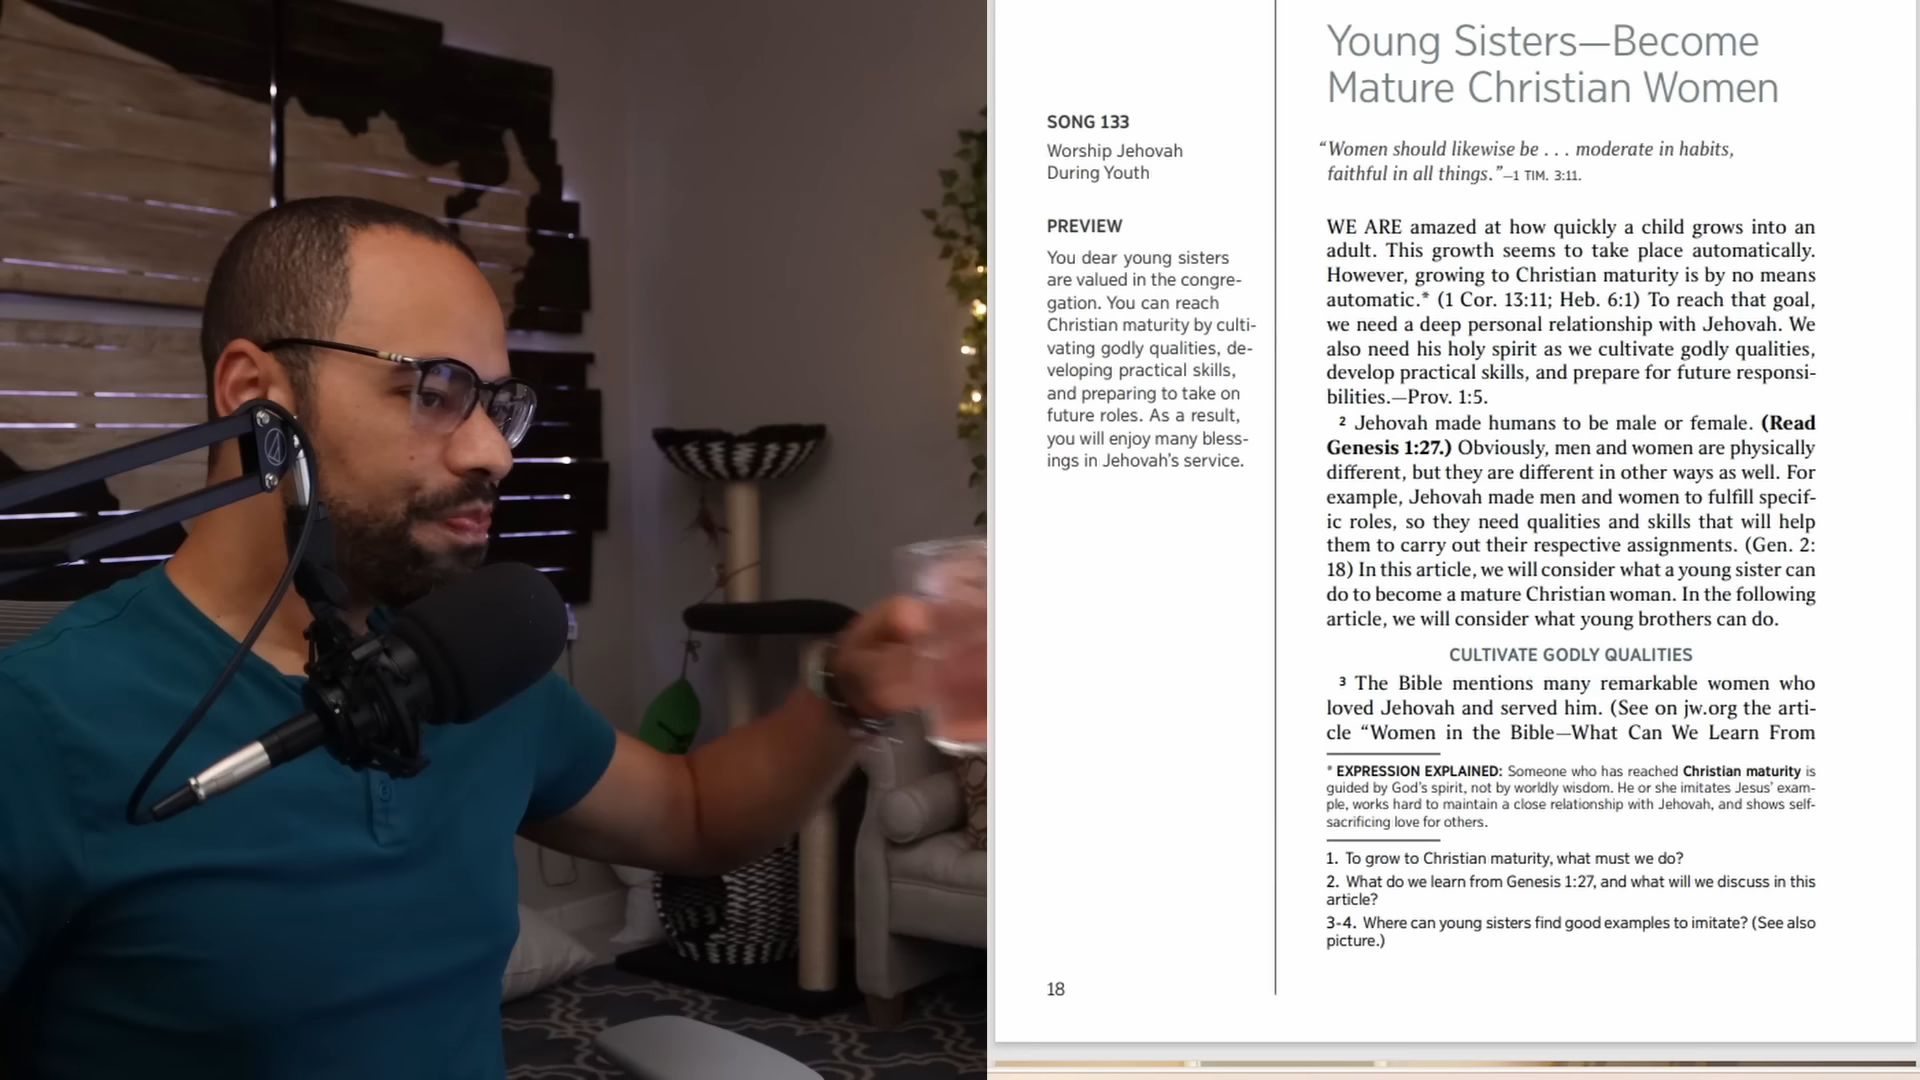 Young Sisters—Become
Mature Christian Women
SONG 133
Worship Jehovah
During Youth
PREVIEW
You dear young sisters
are valued in the congre-
gation. You can reach
Christian maturity by culti-
vating godly qualities, de-
veloping practical skills,
and preparing to take on
future roles. As a result,
you will enjoy many bless-
ings in Jehovah’s service.
“Women should likewise be . . . moderate in habits,
faithful in all things.”—1 TIM. 3:11.
WE ARE amazed at how quickly a child grows into an
adult. This growth seems to take place automatically.
However, growing to Christian maturity is by no means
automatic.* (1 Cor. 13:11; Heb. 6:1) To reach that goal,
we need a deep personal relationship with Jehovah. We
also need his holy spirit as we cultivate godly qualities,
develop practical skills, and prepare for future responsi-
bilities.—Prov. 1:5.
2 Jehovah made humans to be male or female. (Read
Genesis 1:27.) Obviously, men and women are physically
different, but they are different in other ways as well. For
example, Jehovah made men and women to fulfill specif-
ic roles, so they need qualities and skills that will help
them to carry out their respective assignments. (Gen. 2:
18) In this article, we will consider what a young sister can
do to become a mature Christian woman. In the following
article, we will consider what young brothers can do.
CULTIVATE GODLY QUALITIES
3 The Bible mentions many remarkable women who
loved Jehovah and served him. (See on jw.org the arti-
cle “Women in the Bible—What Can We Learn From
* EXPRESSION EXPLAINED: Someone who has reached Christian maturity is
guided by God’s spirit, not by worldly wisdom. He or she imitates Jesus’ exam-
ple, works hard to maintain a close relationship with Jehovah, and shows self-
sacrificing love for others.
1. To grow to Christian maturity, what must we do?
2. What do we learn from Genesis 1:27, and what will we discuss in this
article?
3-4. Where can young sisters find good examples to imitate? (See also
picture.)
18